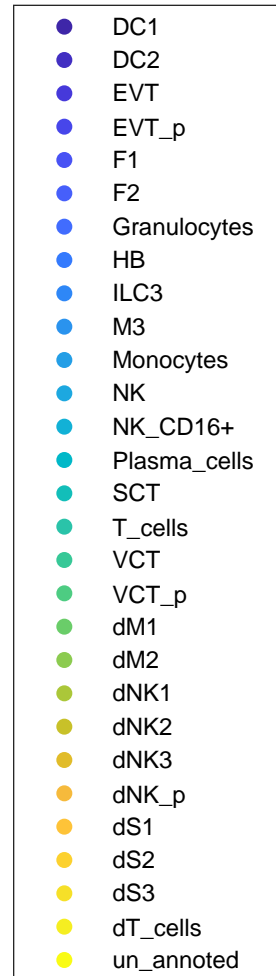 DC1
DC2
EVT
EVT_p
F1
F2
Granulocytes
HB
ILC3
M3
Monocytes
NK
NK_CD16+
Plasma_cells
SCT
T_cells
VCT
VCT_p
dM1
dM2
dNK1
dNK2
dNK3
dNK_p
dS1
dS2
dS3
dT_cells
un_annoted